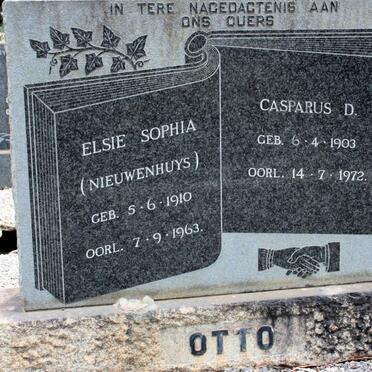 IN TERE NAGEDACTENIS AAN
ONS OUERS
ELSIE SOPHIA
(NIEUWENHUYS)
GEB. 5·6·1910
OORL. 7·9·1963.
CASPARUS D.
GEB. 6·4·1903
OORL. 14·7·1972.
OTTO